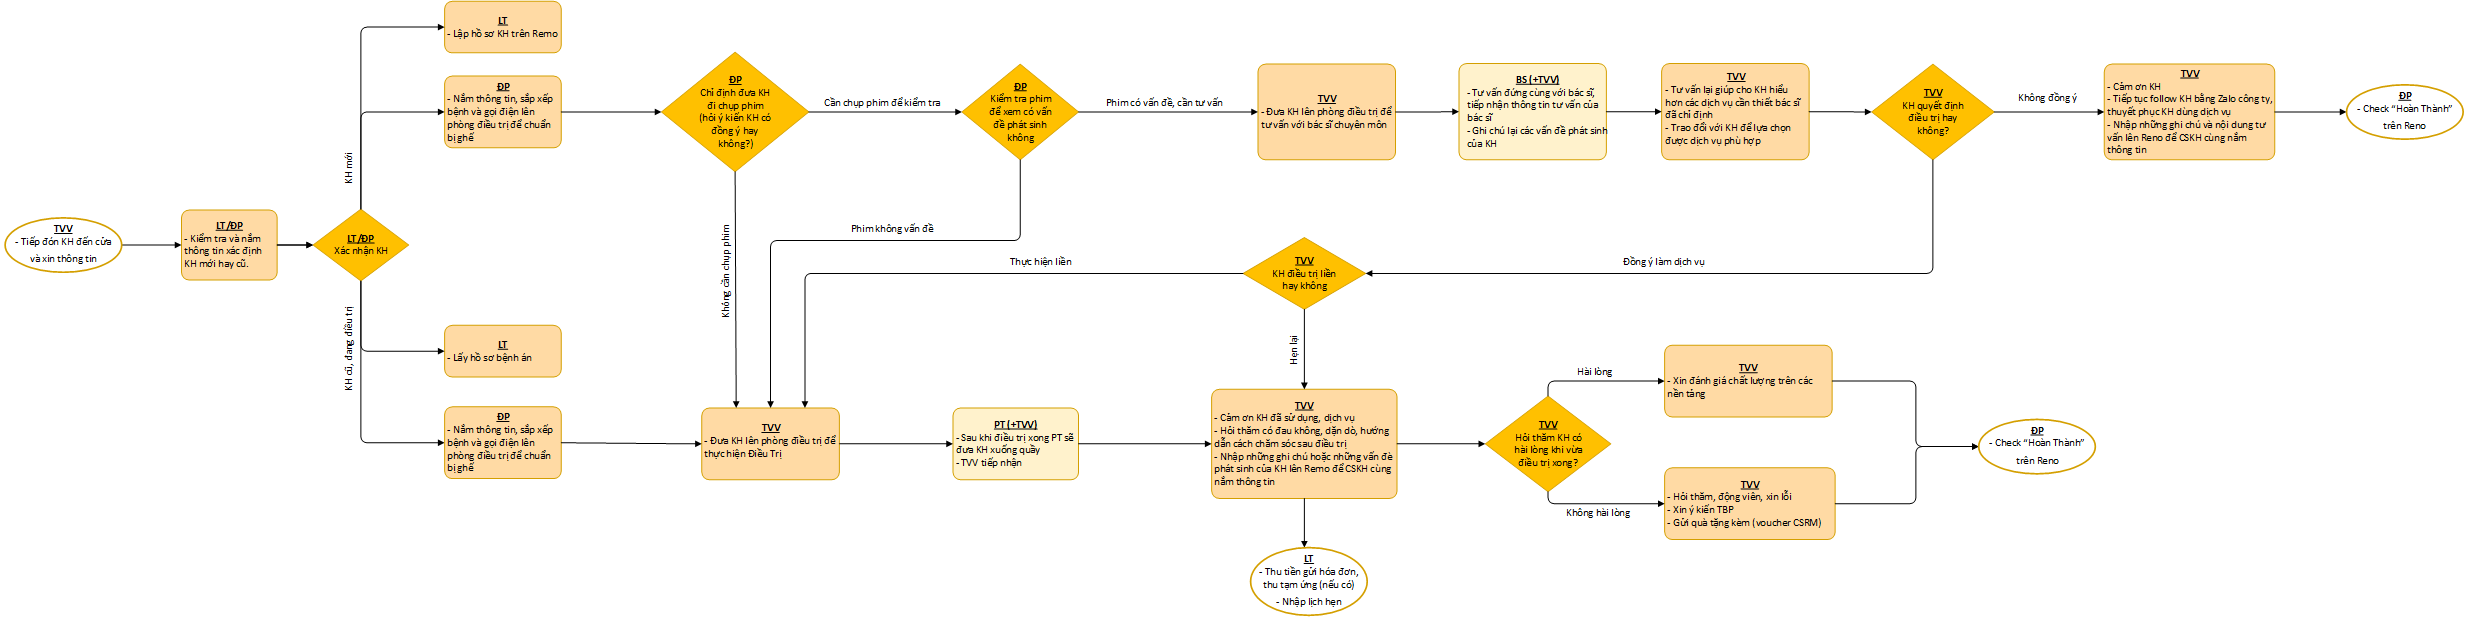 TVV
- Tiếp đón KH đến cửa
và xin thông tin
LT/ĐP
- Kiểm tra và nắm
thông tin xác định
KH mới hay cũ.
LT/ĐP
Xác nhận KH
KH mới
KH cũ, đang điều trị
LT
- Lập hồ sơ KH trên Remo
ĐP
- Nắm thông tin, sắp xếp
bệnh và gọi điện lên
phòng điều trị để chuẩn
bị ghế
LT
- Lấy hồ sơ bệnh án
ĐP
- Nắm thông tin, sắp xếp
bệnh và gọi điện lên
phòng điều trị để chuẩn
bị ghế
ĐP
Chỉ định đưa KH
đi chụp phim
(hỏi ý kiến KH có
đồng ý hay
không?)
Cần chụp phim để kiểm tra
Không cần chụp phim
ĐP
Kiểm tra phim
để xem có vấn
đề phát sinh
không
Phim có vấn đề, cần tư vấn
Phim không vấn đề
TVV
- Đưa KH lên phòng điều trị để
tư vấn với bác sĩ chuyên môn
BS (+TVV)
- Tư vấn đứng cùng với bác sĩ,
tiếp nhận thông tin tư vấn của
bác sĩ
- Ghi chú lại các vấn đề phát sinh
của KH
TVV
- Tư vấn lại giúp cho KH hiểu
hơn các dịch vụ cần thiết bác sĩ
đã chỉ định
- Trao đổi với KH để lựa chọn
được dịch vụ phù hợp
TVV
KH quyết định
điều trị hay
không?
Không đồng ý
Đồng ý làm dịch vụ
TVV
- Cảm ơn KH
- Tiếp tục follow KH bằng Zalo công ty,
thuyết phục KH dùng dịch vụ
- Nhập những ghi chú và nội dung tư
vấn lên Reno để CSKH cùng nắm
thông tin
ĐP
- Check “Hoàn Thành”
trên Reno
TVV
KH điều trị liền
hay không
Thực hiện liền
Hẹn lại
TVV
- Đưa KH lên phòng điều trị để
thực hiện Điều Trị
PT (+TVV)
- Sau khi điều trị xong PT sẽ
đưa KH xuống quầy
- TVV tiếp nhận
TVV
- Cảm ơn KH đã sử dụng, dịch vụ
- Hỏi thăm có đau không, dặn dò, hướng
dẫn cách chăm sóc sau điều trị
- Nhập những ghi chú hoặc những vấn đè
phát sinh của KH lên Remo để CSKH cùng
nắm thông tin
LT
- Thu tiền gửi hóa đơn,
thu tạm ứng (nếu có)
- Nhập lịch hẹn
TVV
Hỏi thăm KH có
hài lòng khi vừa
điều trị xong?
Hài lòng
Không hài lòng
TVV
- Xin đánh giá chất lượng trên các
nền tảng
TVV
- Hỏi thăm, động viên, xin lỗi
- Xin ý kiến TBP
- Gửi quà tặng kèm (voucher CSRM)
ĐP
- Check “Hoàn Thành”
trên Reno